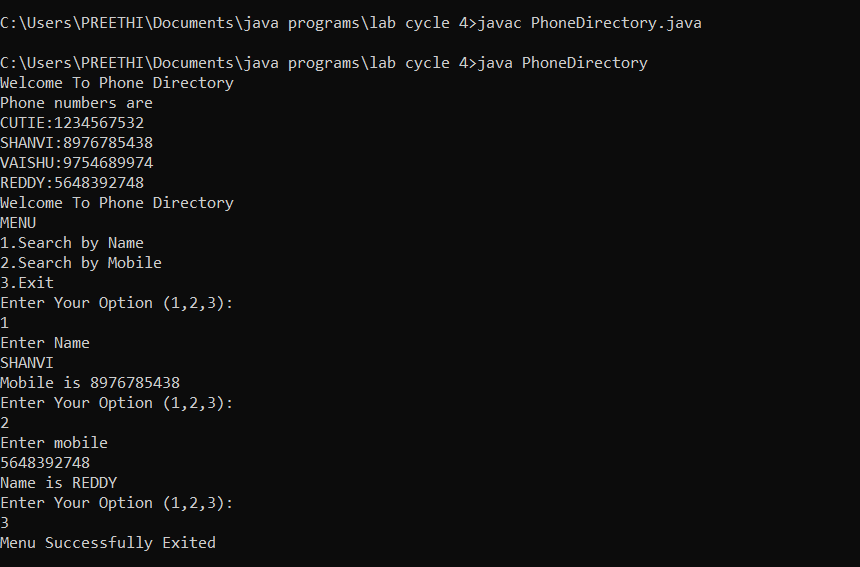 C:\Users\PREETHI\Documents\java programs\lab cycle 4>javac PhoneDirectory.java
C:\Users\PREETHI\Documents\java programs\lab cycle 4>java PhoneDirectory
Welcome To Phone Directory
Phone numbers are
CUTIE:1234567532
SHANVI:8976785438
VAISHU:9754689974
REDDY:5648392748
Welcome To Phone Directory
MENU
1.Search by Name
2.Search by Mobile
3.Exit
Enter Your Option (1,2,3):
1
Enter Name
SHANVI
Mobile is 8976785438
Enter Your Option (1,2,3):
2
Enter mobile
5648392748
Name is REDDY
Enter Your Option (1,2,3):
3
Menu Successfully Exited